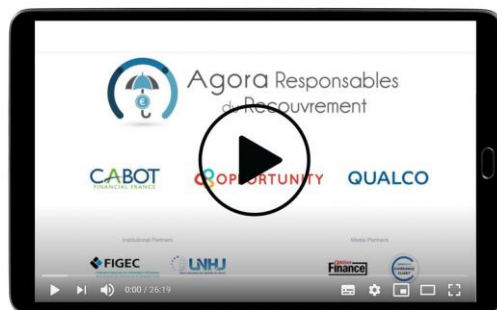 Agora Responsables
du Recouvrement
€
CABOT
FINANCIAL FRANCE
OPPORTUNITY
QUALCO
Institutional Partners
Media Partners
FIGEC
UNHJ
Finance
0:00 / 26:19